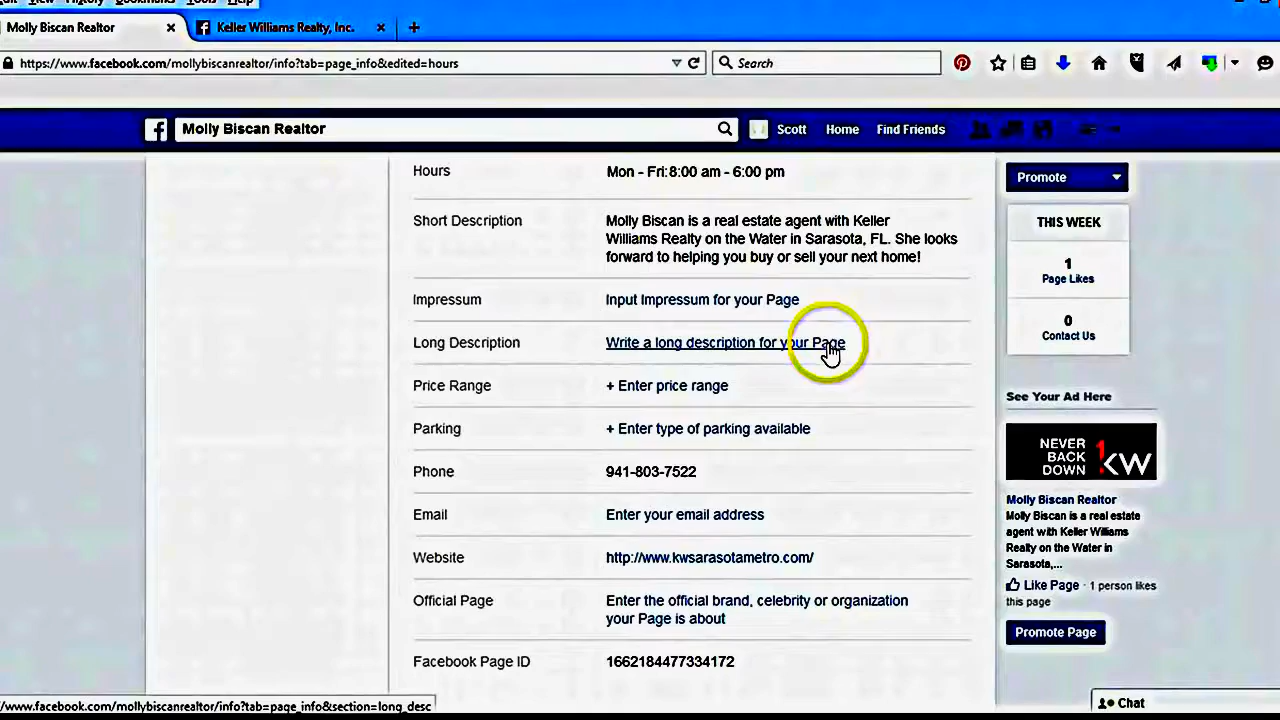 Edit View History Bookmarks Tools Help
Molly Biscan Realtor
Keller Williams Realty, Inc.
https://www.facebook.com/mollybiscanrealtor/info?tab=page_info&edited=hours
Search
Molly Biscan Realtor
Scott Home Find Friends
Hours
Mon - Fri: 8:00 am - 6:00 pm
Short Description
Molly Biscan is a real estate agent with Keller
Williams Realty on the Water in Sarasota, FL. She looks
forward to helping you buy or sell your next home!
Impressum
Input Impressum for your Page
Long Description
Write a long description for your Page
Price Range
+ Enter price range
Parking
+ Enter type of parking available
Phone
941-803-7522
Email
Enter your email address
Website
http://www.kwsarasotametro.com/
Official Page
Enter the official brand, celebrity or organization
your Page is about
Facebook Page ID
1662184477334172
Promote
THIS WEEK
1
Page Likes
0
Contact Us
See Your Ad Here
NEVER
BACK
DOWN
1
KW
Molly Biscan Realtor
Molly Biscan is a real estate
agent with Keller Williams
Realty on the Water in
Sarasota,...
Like Page · 1 person likes
this page
Promote Page
/www.facebook.com/mollybiscanrealtor/info?tab=page_info&section=long_desc
Chat